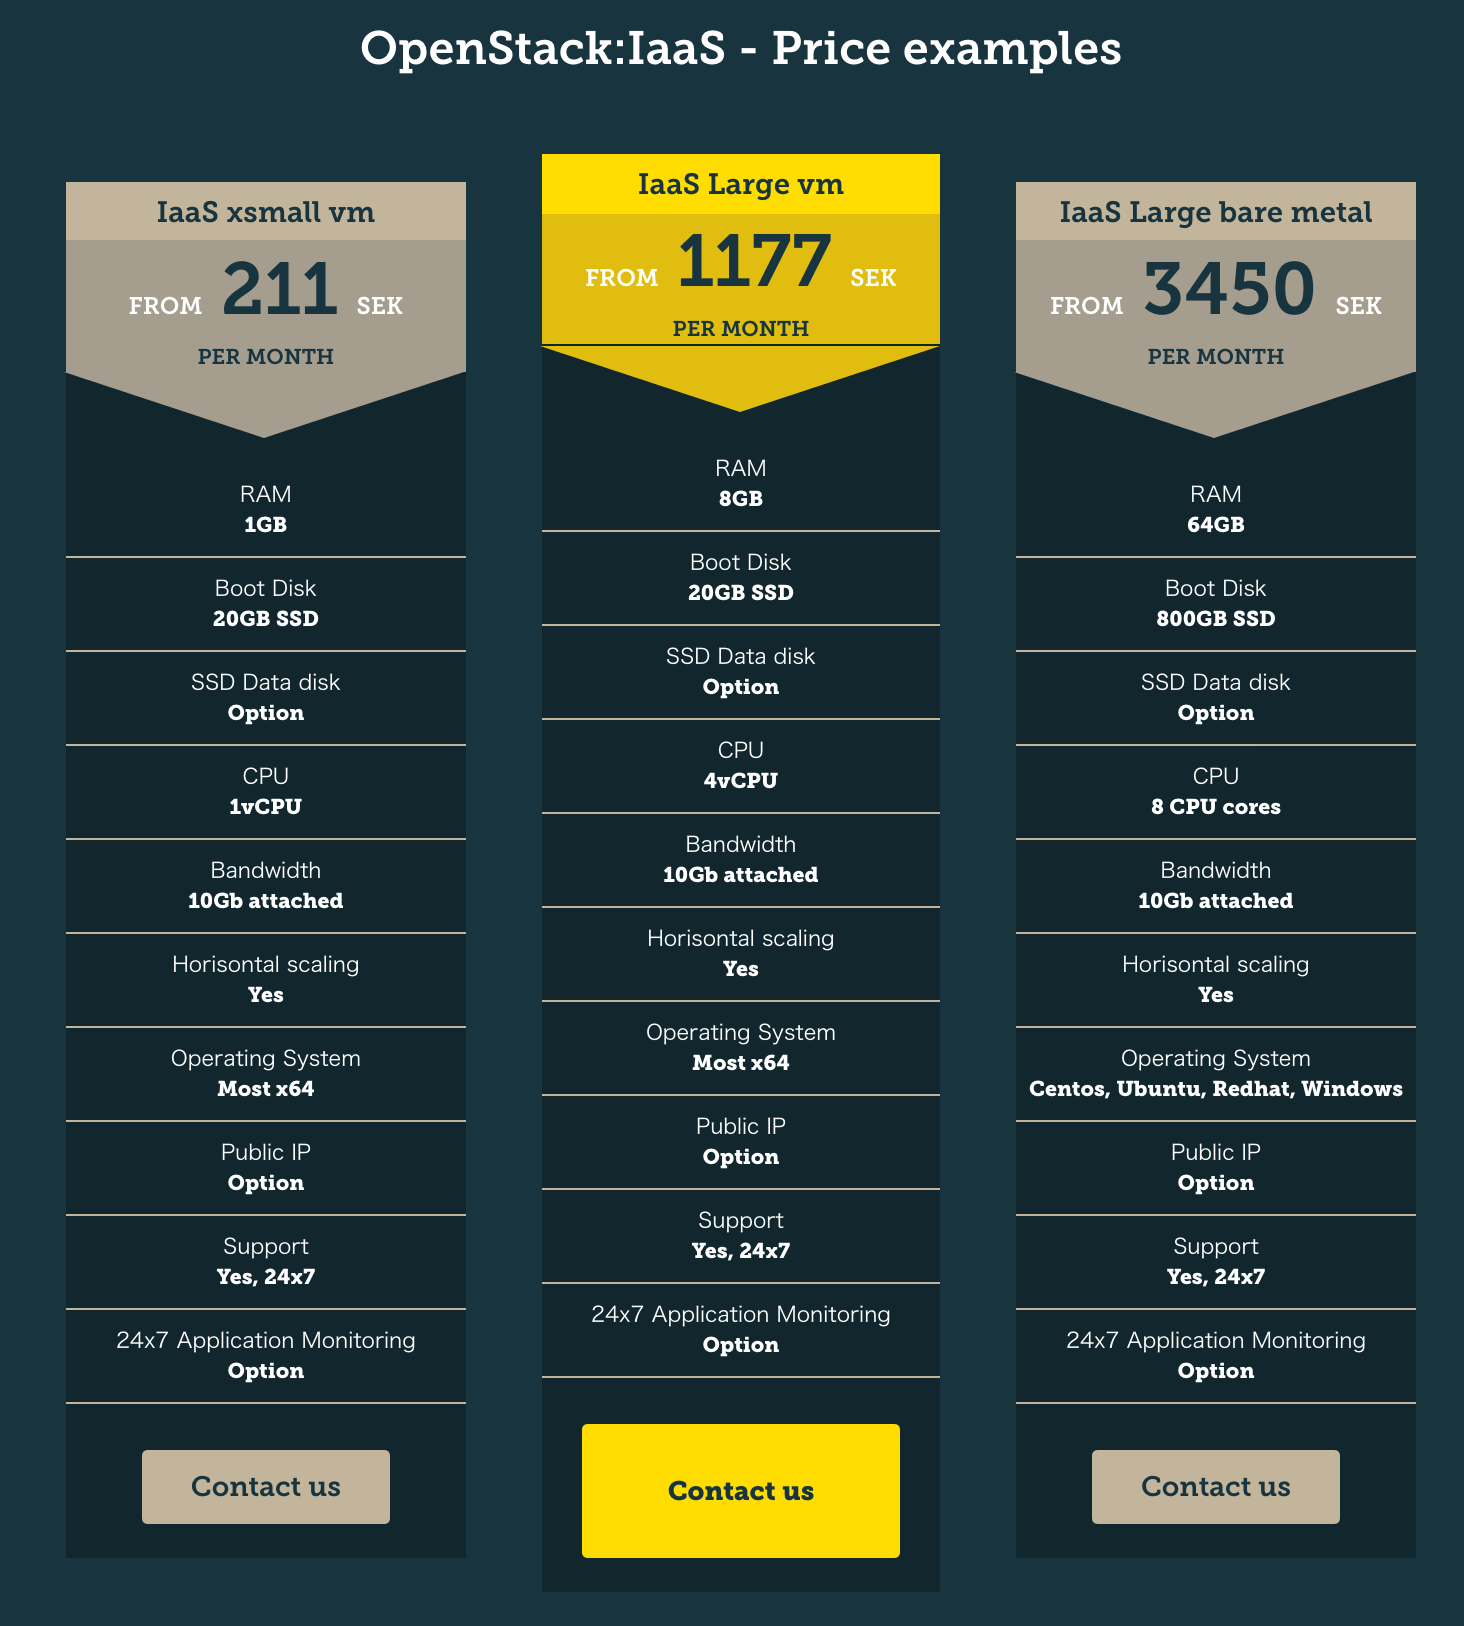 OpenStack:IaaS - Price examples
IaaS xsmall vm
FROM 211 SEK
PER MONTH
RAM
1GB
Boot Disk
20GB SSD
SSD Data disk
Option
CPU
1vCPU
Bandwidth
10Gb attached
Horisontal scaling
Yes
Operating System
Most x64
Public IP
Option
Support
Yes, 24x7
24x7 Application Monitoring
Option
Contact us
IaaS Large vm
FROM 1177 SEK
PER MONTH
RAM
8GB
Boot Disk
20GB SSD
SSD Data disk
Option
CPU
4vCPU
Bandwidth
10Gb attached
Horisontal scaling
Yes
Operating System
Most x64
Public IP
Option
Support
Yes, 24x7
24x7 Application Monitoring
Option
Contact us
IaaS Large bare metal
FROM 3450 SEK
PER MONTH
RAM
64GB
Boot Disk
800GB SSD
SSD Data disk
Option
CPU
8 CPU cores
Bandwidth
10Gb attached
Horisontal scaling
Yes
Operating System
Centos, Ubuntu, Redhat, Windows
Public IP
Option
Support
Yes, 24x7
24x7 Application Monitoring
Option
Contact us